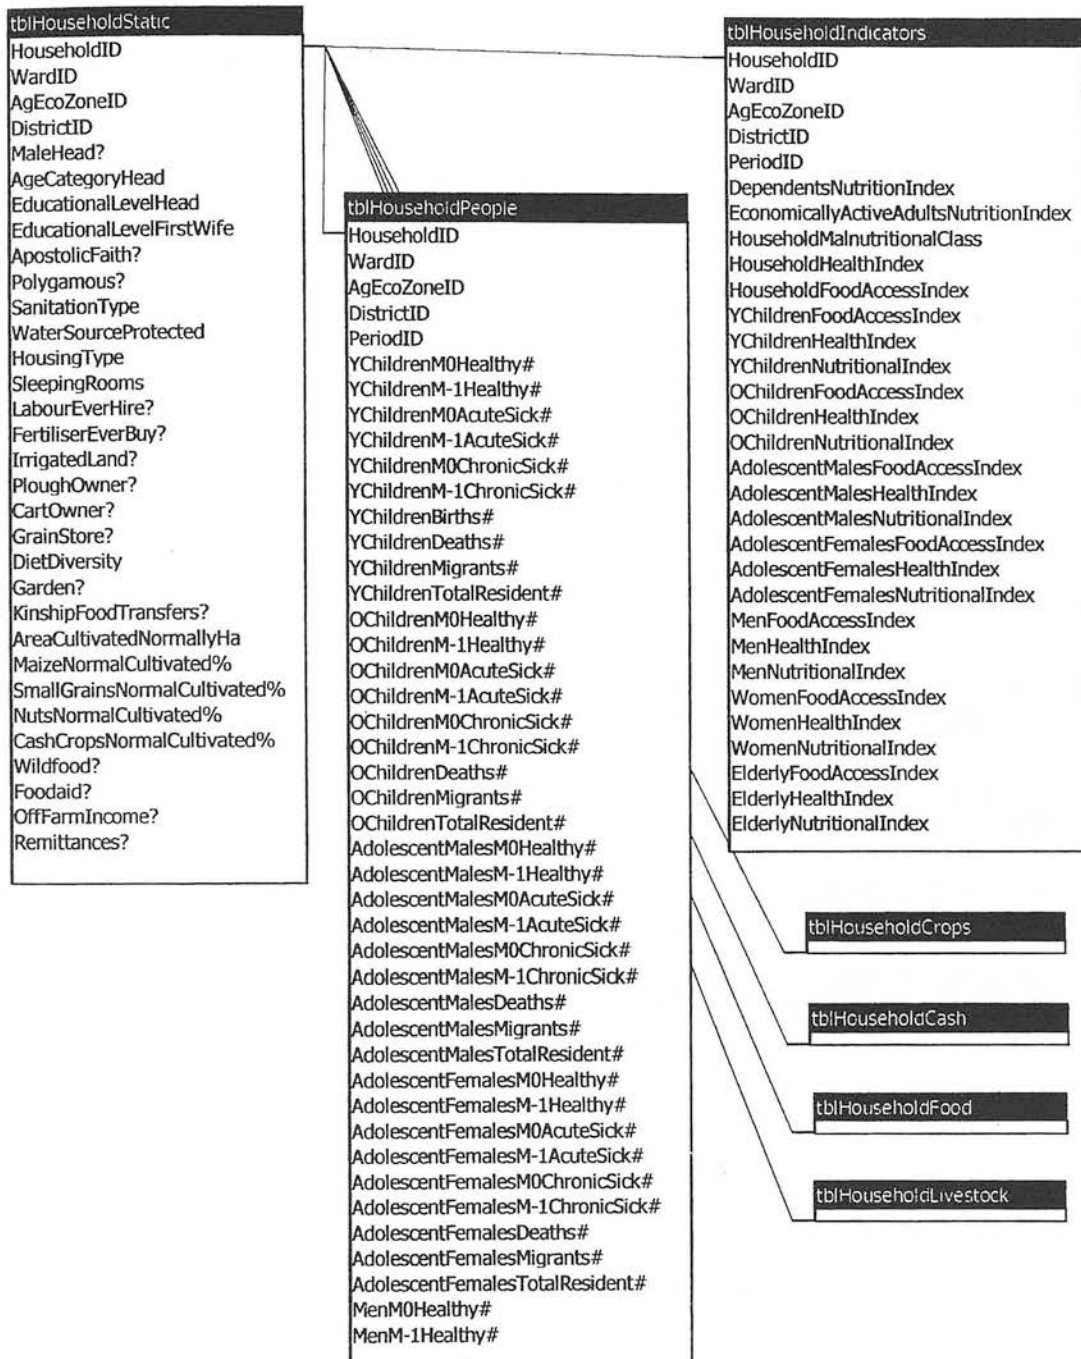 tblHouseholdStatic
HouseholdID
WardID
AgEcoZoneID
DistrictID
MaleHead?
AgeCategoryHead
EducationalLevelHead
EducationalLevelFirstWife
ApostolicFaith?
Polygamous?
SanitationType
WaterSourceProtected
HousingType
SleepingRooms
LabourEverHire?
FertiliserEverBuy?
IrrigatedLand?
PloughOwner?
CartOwner?
GrainStore?
DietDiversity
Garden?
KinshipFoodTransfers?
AreaCultivatedNormallyHa
MaizeNormalCultivated%
SmallGrainsNormalCultivated%
NutsNormalCultivated%
CashCropsNormalCultivated%
Wildfood?
Foodaid?
OffFarmIncome?
Remittances?
tblHouseholdPeople
HouseholdID
WardID
AgEcoZoneID
DistrictID
PeriodID
YChildrenM0Healthy#
YChildrenM-1Healthy#
YChildrenM0AcuteSick#
YChildrenM-1AcuteSick#
YChildrenM0ChronicSick#
YChildrenM-1ChronicSick#
YChildrenBirths#
YChildrenDeaths#
YChildrenMigrants#
YChildrenTotalResident#
OChildrenM0Healthy#
OChildrenM-1Healthy#
OChildrenM0AcuteSick#
OChildrenM-1AcuteSick#
OChildrenM0ChronicSick#
OChildrenM-1ChronicSick#
OChildrenDeaths#
OChildrenMigrants#
OChildrenTotalResident#
AdolescentMalesM0Healthy#
AdolescentMalesM-1Healthy#
AdolescentMalesM0AcuteSick#
AdolescentMalesM-1AcuteSick#
AdolescentMalesM0ChronicSick#
AdolescentMalesM-1ChronicSick#
AdolescentMalesDeaths#
AdolescentMalesMigrants#
AdolescentMalesTotalResident#
AdolescentFemalesM0Healthy#
AdolescentFemalesM-1Healthy#
AdolescentFemalesM0AcuteSick#
AdolescentFemalesM-1AcuteSick#
AdolescentFemalesM0ChronicSick#
AdolescentFemalesM-1ChronicSick#
AdolescentFemalesDeaths#
AdolescentFemalesMigrants#
AdolescentFemalesTotalResident#
MenM0Healthy#
MenM-1Healthy#
tblHouseholdIndicators
HouseholdID
WardID
AgEcoZoneID
DistrictID
PeriodID
DependentsNutritionIndex
EconomicallyActiveAdultsNutritionIndex
HouseholdMalnutritionalClass
HouseholdHealthIndex
HouseholdFoodAccessIndex
YChildrenFoodAccessIndex
YChildrenHealthIndex
YChildrenNutritionalIndex
OChildrenFoodAccessIndex
OChildrenHealthIndex
OChildrenNutritionalIndex
AdolescentMalesFoodAccessIndex
AdolescentMalesHealthIndex
AdolescentMalesNutritionalIndex
AdolescentFemalesFoodAccessIndex
AdolescentFemalesHealthIndex
AdolescentFemalesNutritionalIndex
MenFoodAccessIndex
MenHealthIndex
MenNutritionalIndex
WomenFoodAccessIndex
WomenHealthIndex
WomenNutritionalIndex
ElderlyFoodAccessIndex
ElderlyHealthIndex
ElderlyNutritionalIndex
tblHouseholdCrops
tblHouseholdCash
tblHouseholdFood
tblHouseholdLivestock